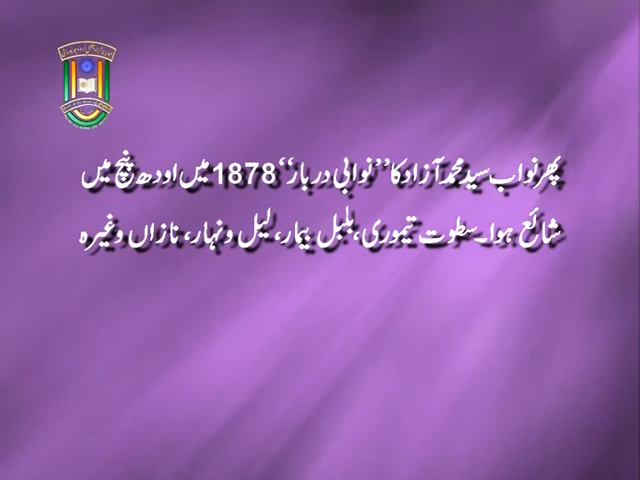 پھر نواب سید محمد آزاد کا ’’نوابی دربار‘‘ 1878 میں اودھ پنچ میں
شائع ہوا۔ سطوت تیموری، بلبل بیمار، لیل و نہار، نازاں وغیرہ